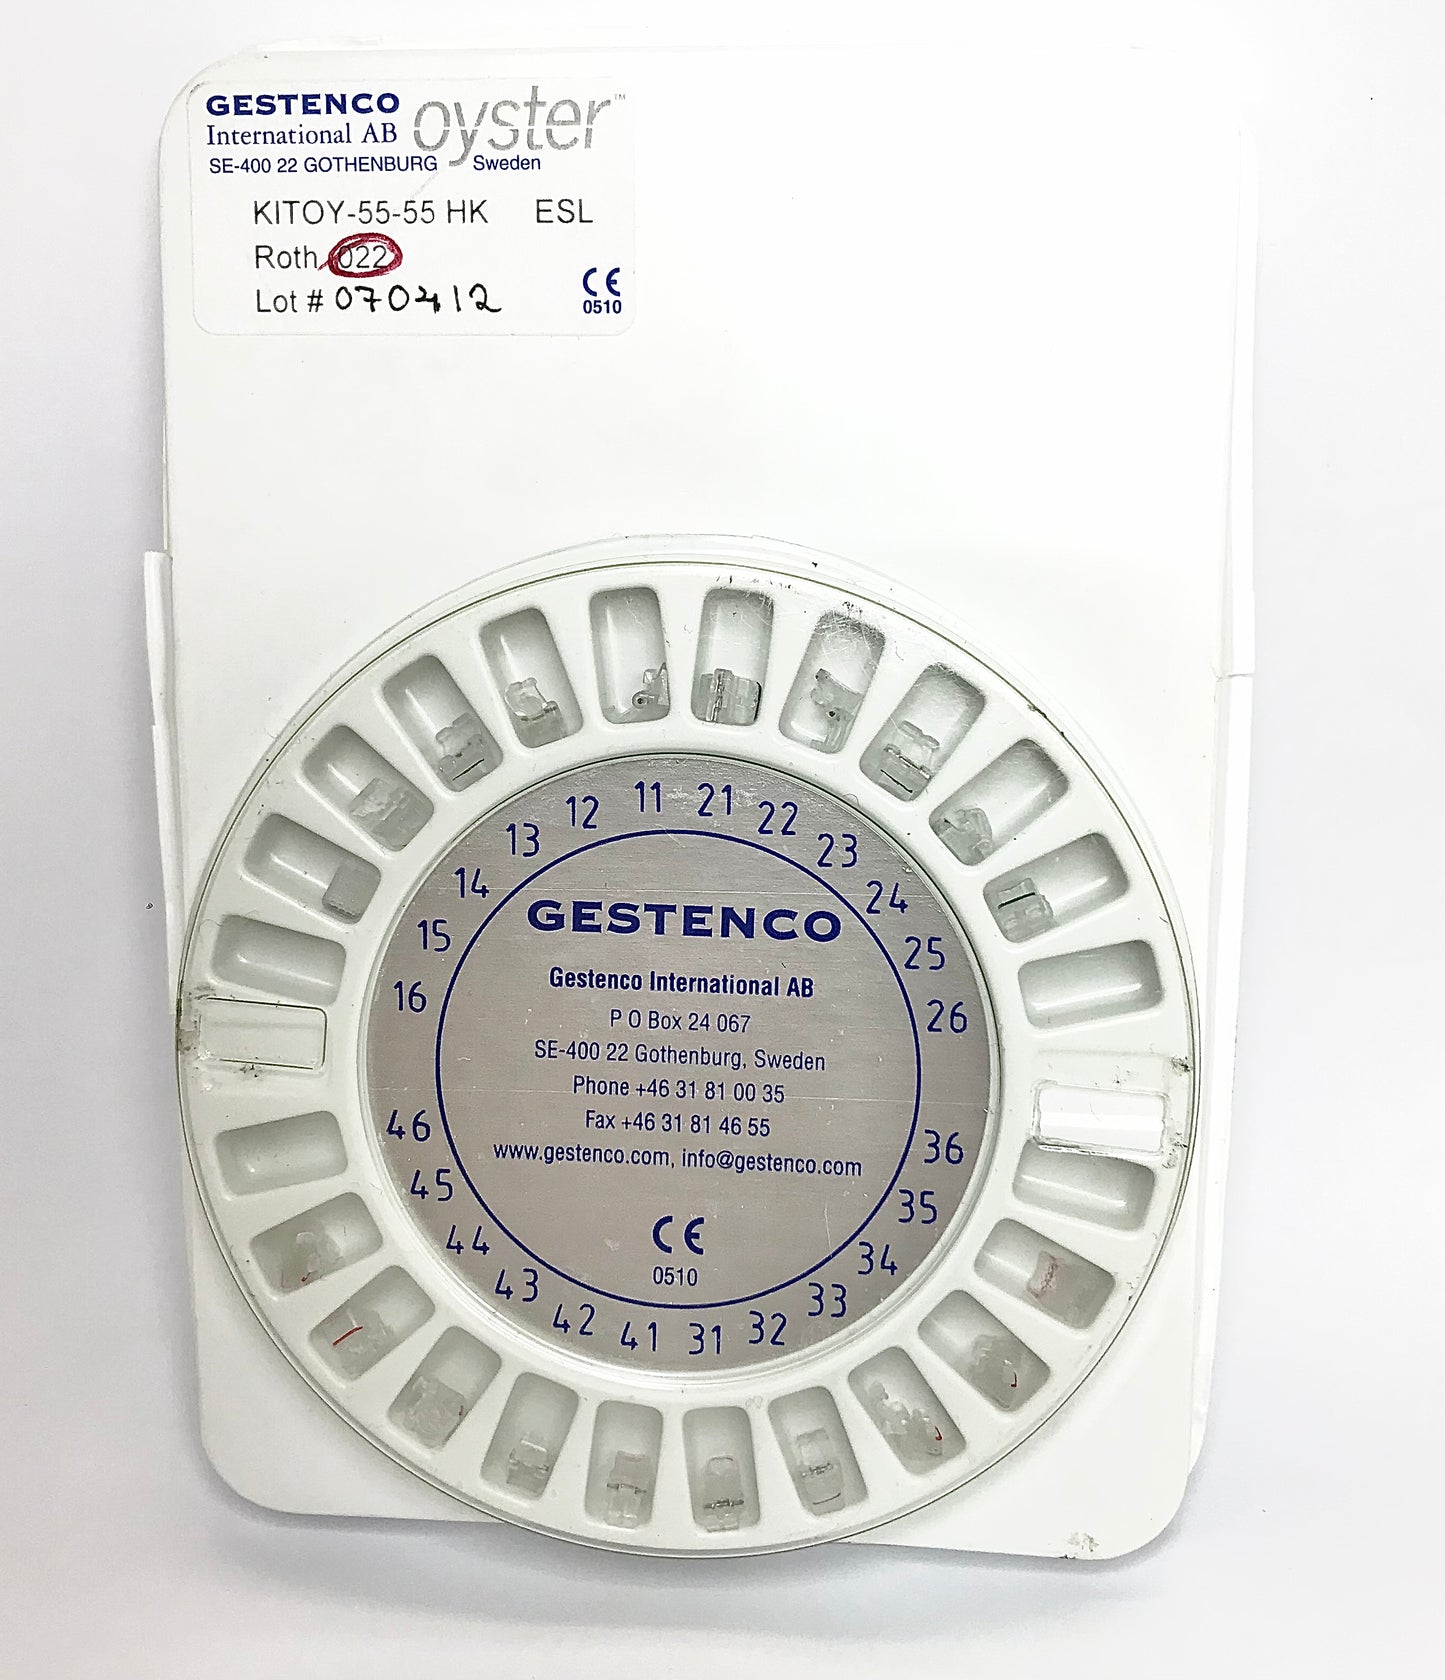 GESTENCO oyster™
International AB
SE-400 22 GOTHENBURG Sweden
KITOY-55-55 HK ESL
Roth 022
Lot # 070412
CE
0510
11 21
12 22
13 23
14 24
15 25
16 26
GESTENCO
Gestenco International AB
P O Box 24 067
SE-400 22 Gothenburg, Sweden
Phone +46 31 81 00 35
Fax +46 31 81 46 55
www.gestenco.com, info@gestenco.com
CE
0510
46 36
45 35
44 34
43 33
42 32
41 31